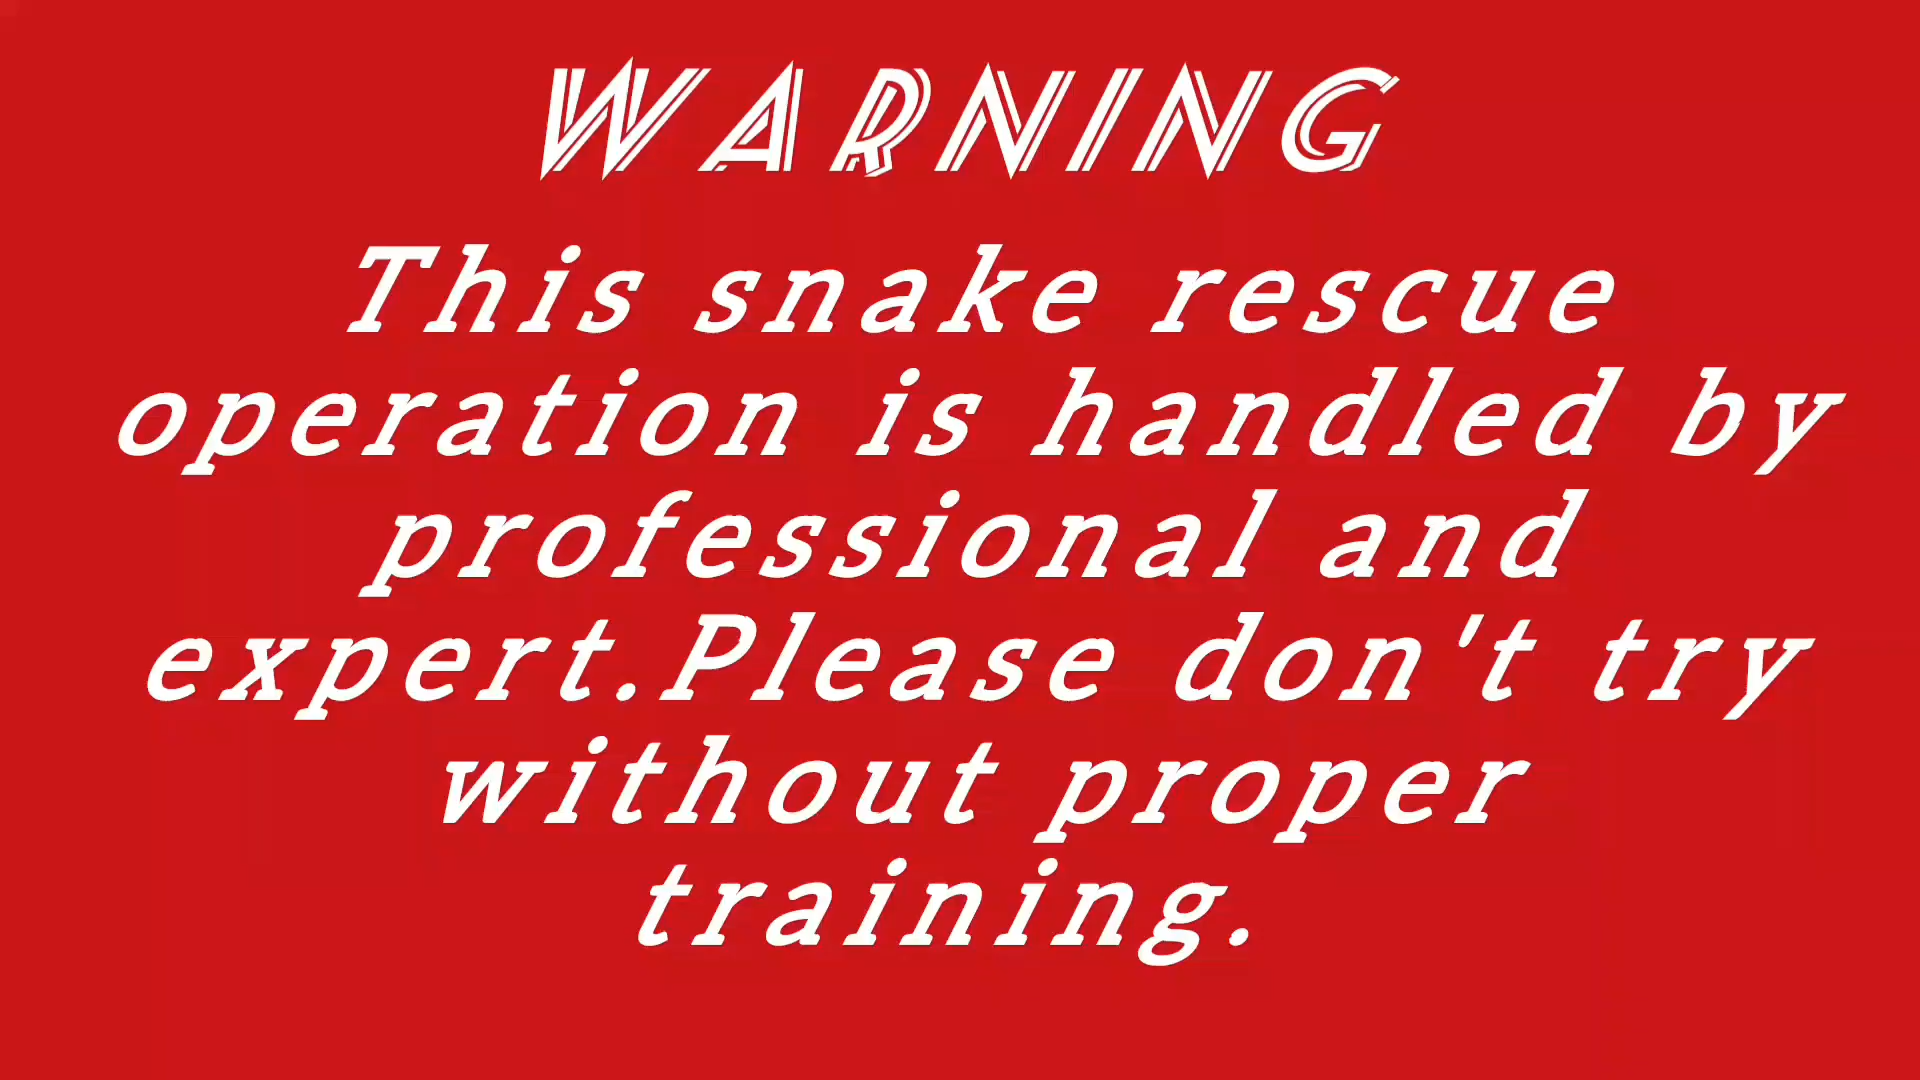 WARNING
This snake rescue
operation is handled by
professional and
expert.Please don't try
without proper
training.